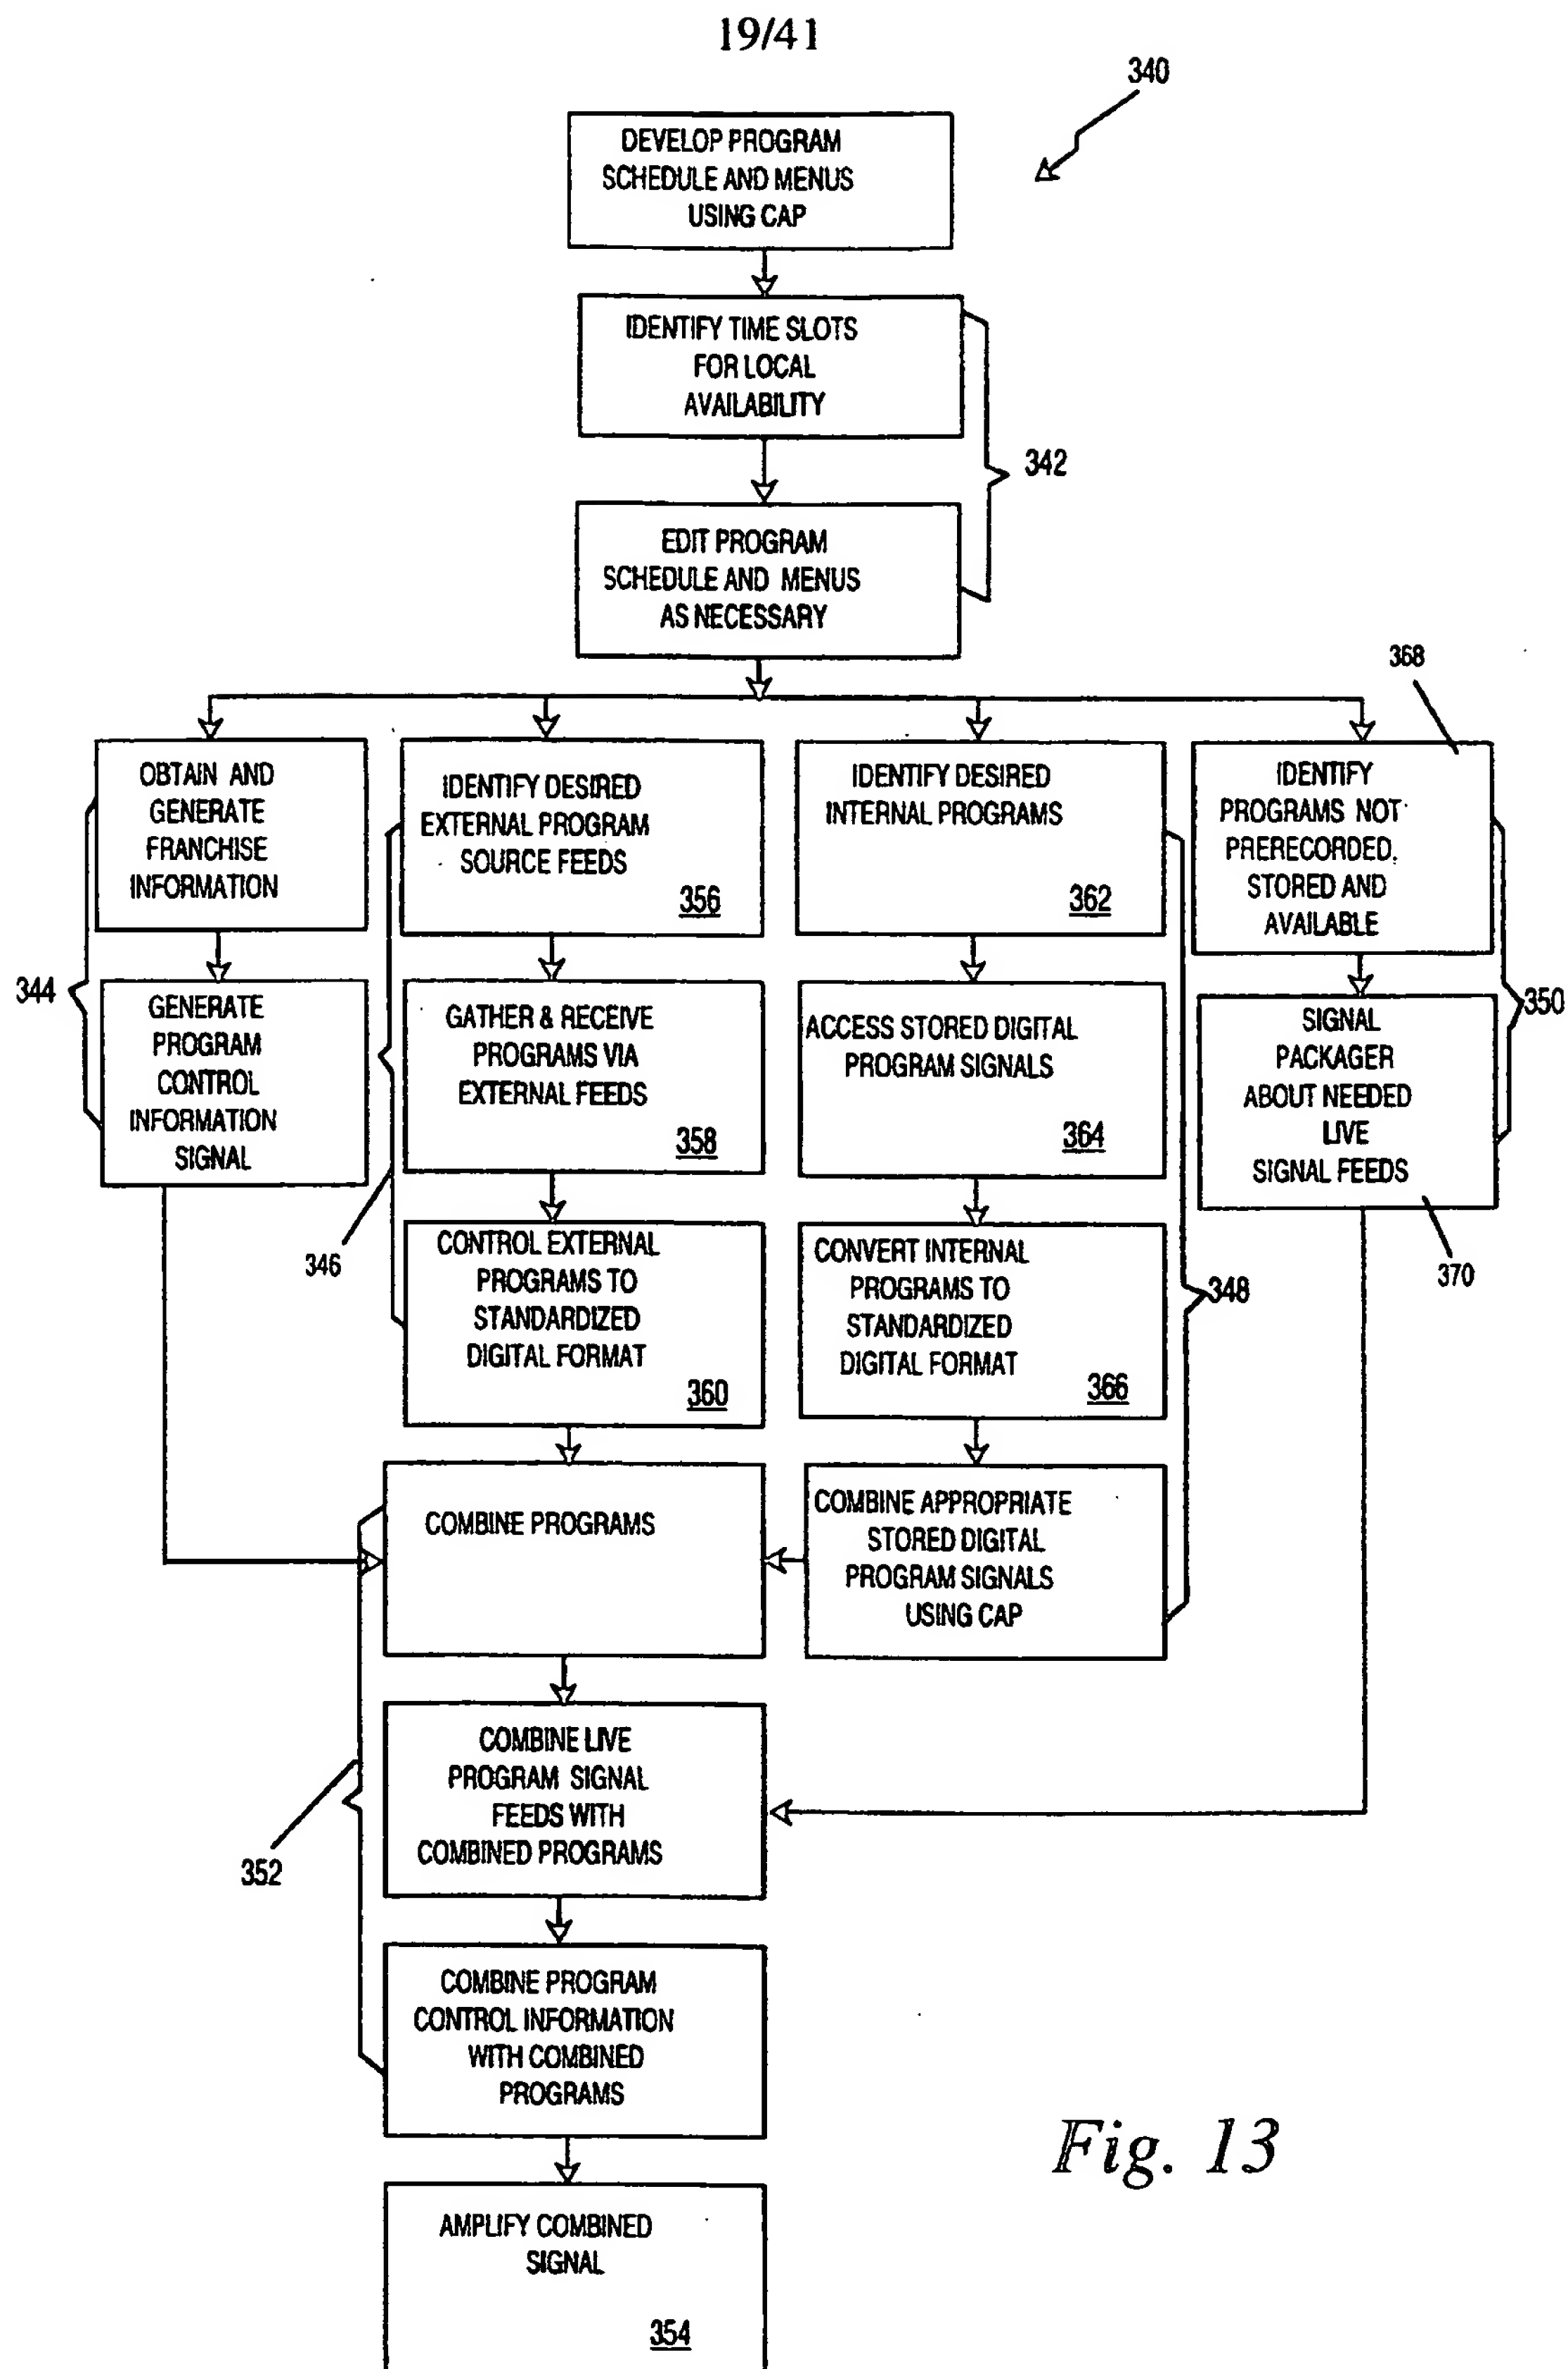 19/41
340
DEVELOP PROGRAM
SCHEDULE AND MENUS
USING CAP
IDENTIFY TIME SLOTS
FOR LOCAL
AVAILABILITY
342
EDIT PROGRAM
SCHEDULE AND MENUS
AS NECESSARY
368
OBTAIN AND
GENERATE
FRANCHISE
INFORMATION
IDENTIFY DESIRED
EXTERNAL PROGRAM
SOURCE FEEDS
356
IDENTIFY DESIRED
INTERNAL PROGRAMS
362
IDENTIFY
PROGRAMS NOT
PRERECORDED.
STORED AND
AVAILABLE
344
350
GENERATE
PROGRAM
CONTROL
INFORMATION
SIGNAL
GATHER & RECEIVE
PROGRAMS VIA
EXTERNAL FEEDS
358
ACCESS STORED DIGITAL
PROGRAM SIGNALS
364
SIGNAL
PACKAGER
ABOUT NEEDED
LIVE
SIGNAL FEEDS
346
370
348
CONTROL EXTERNAL
PROGRAMS TO
STANDARDIZED
DIGITAL FORMAT
360
CONVERT INTERNAL
PROGRAMS TO
STANDARDIZED
DIGITAL FORMAT
366
COMBINE PROGRAMS
COMBINE APPROPRIATE
STORED DIGITAL
PROGRAM SIGNALS
USING CAP
COMBINE LIVE
PROGRAM SIGNAL
FEEDS WITH
COMBINED PROGRAMS
352
COMBINE PROGRAM
CONTROL INFORMATION
WITH COMBINED
PROGRAMS
Fig. 13
AMPLIFY COMBINED
SIGNAL
354